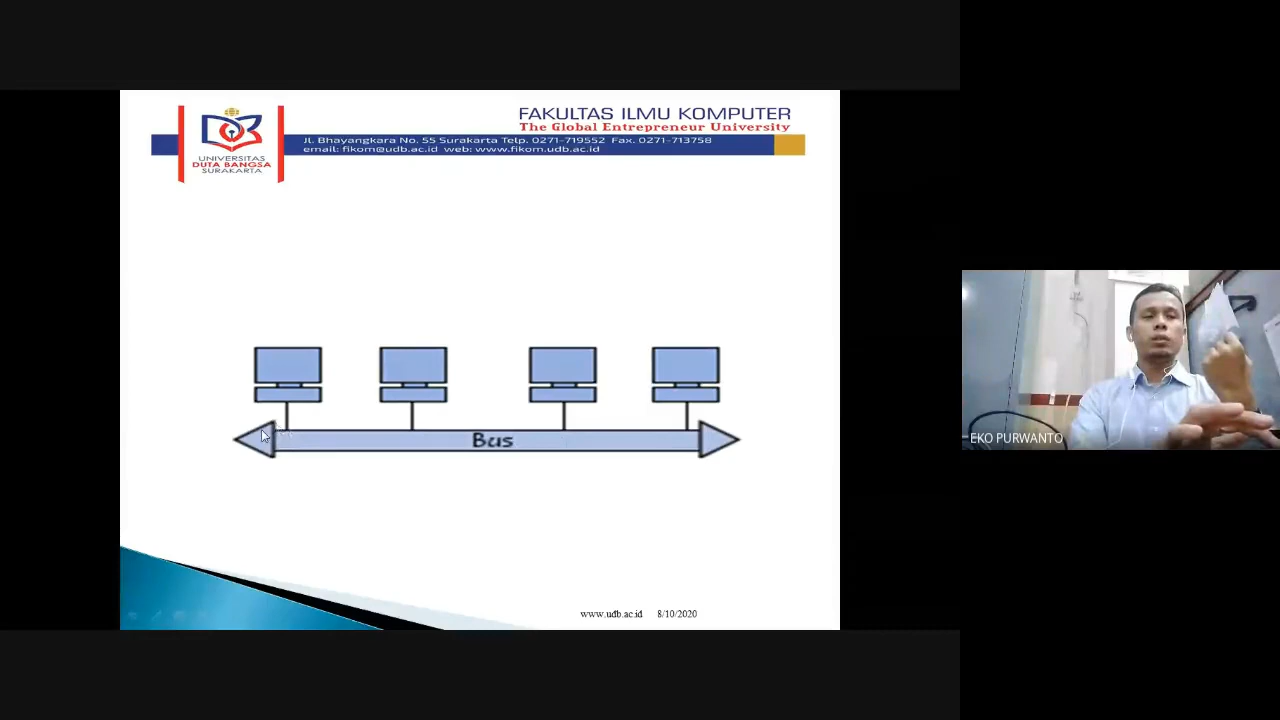 FAKULTAS ILMU KOMPUTER
The Global Entrepreneur University
Jl. Bhayangkara No. 55 Surakarta Telp. 0271-719552 Fax. 0271-713758
email: fikom@udb.ac.id web: www.fikom.udb.ac.id
UNIVERSITAS
DUTA BANGSA
SURAKARTA
Bus
EKO PURWANTO
www.udb.ac.id 8/10/2020